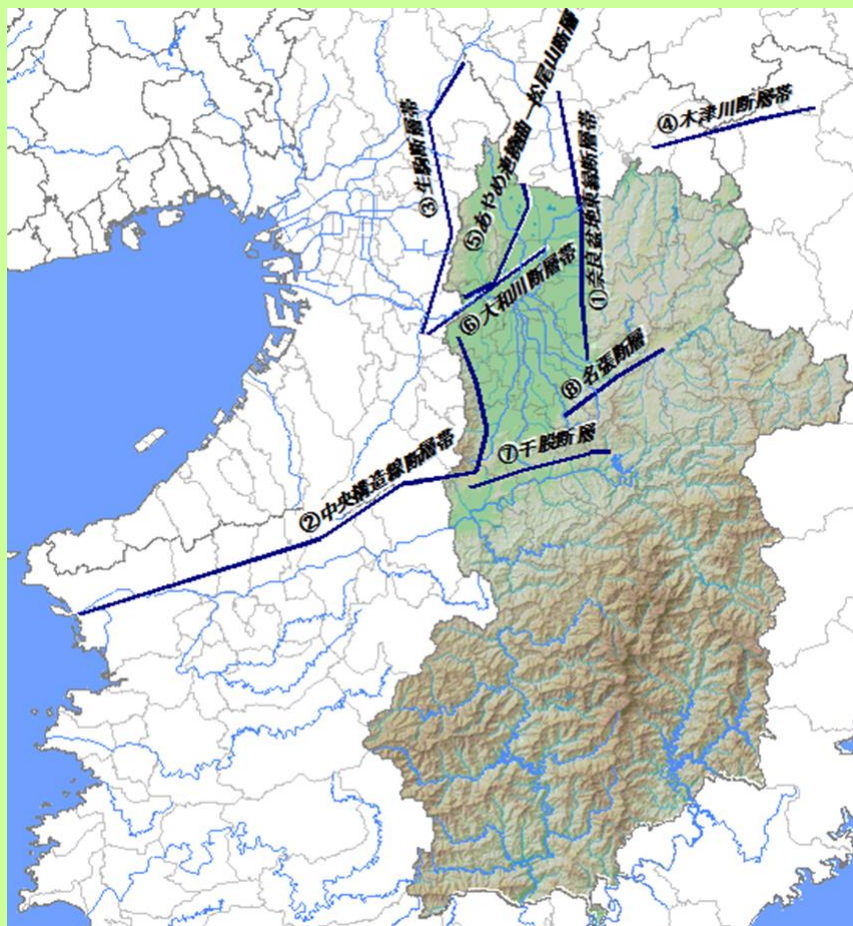 ①奈良盆地東縁断層帯
②中央構造線断層帯
③生駒断層帯
④木津川断層帯
⑤あやめ池撓曲ー松尾山断層
⑥大和川断層帯
⑦千股断層
⑧名張断層